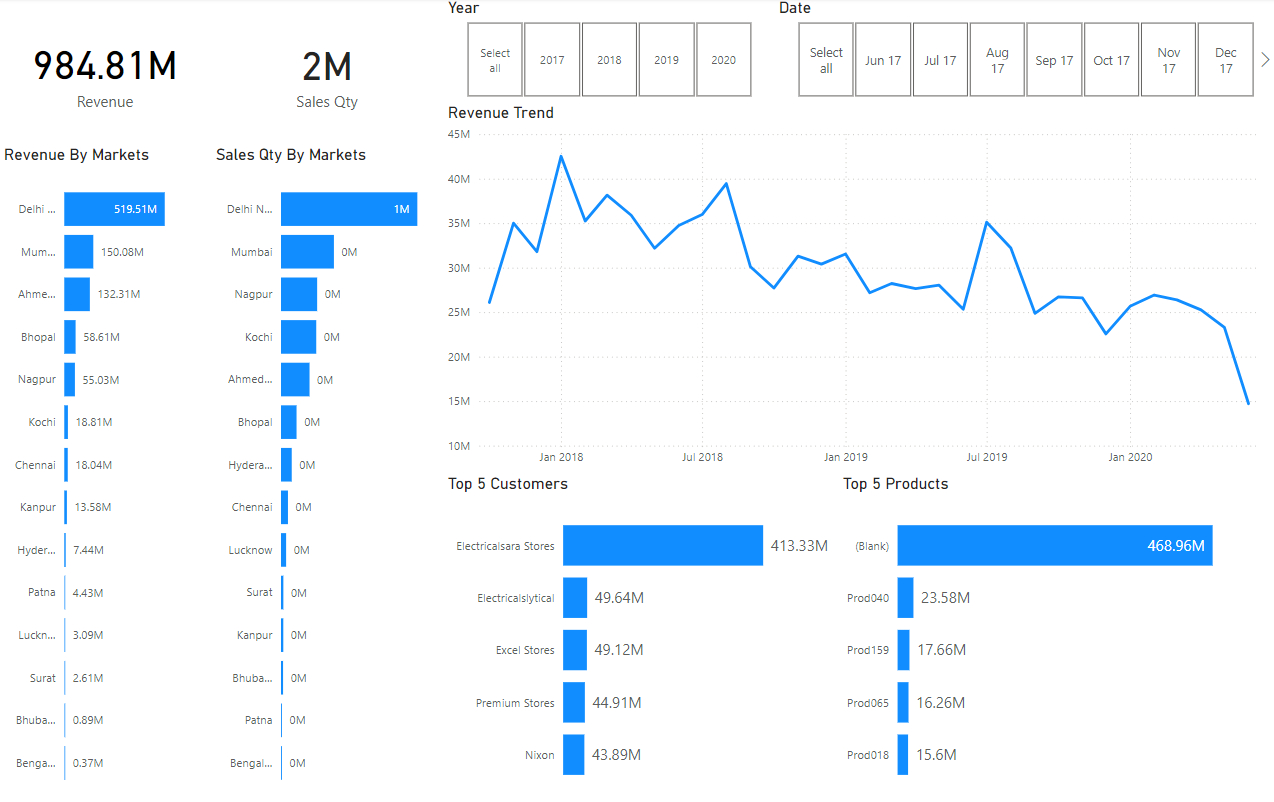 984.81M
Revenue
2M
Sales Qty
Year
Select
all
2017
2018
2019
2020
Date
Select
all
Jun 17
Jul 17
Aug
17
Sep 17
Oct 17
Nov
17
Dec
17
Revenue By Markets
Delhi ... 519.51M
Mum... 150.08M
Ahme... 132.31M
Bhopal 58.61M
Nagpur 55.03M
Kochi 18.81M
Chennai 18.04M
Kanpur 13.58M
Hyder... 7.44M
Patna 4.43M
Luckn... 3.09M
Surat 2.61M
Bhuba... 0.89M
Benga... 0.37M
Sales Qty By Markets
Delhi N... 1M
Mumbai 0M
Nagpur 0M
Kochi 0M
Ahmed... 0M
Bhopal 0M
Hydera... 0M
Chennai 0M
Lucknow 0M
Surat 0M
Kanpur 0M
Bhuba... 0M
Patna 0M
Bengal... 0M
Revenue Trend
45M
40M
35M
30M
25M
20M
15M
10M
Jan 2018 Jul 2018 Jan 2019 Jul 2019 Jan 2020
Top 5 Customers
Electricalsara Stores 413.33M
Electricalslytical 49.64M
Excel Stores 49.12M
Premium Stores 44.91M
Nixon 43.89M
Top 5 Products
(Blank) 468.96M
Prod040 23.58M
Prod159 17.66M
Prod065 16.26M
Prod018 15.6M